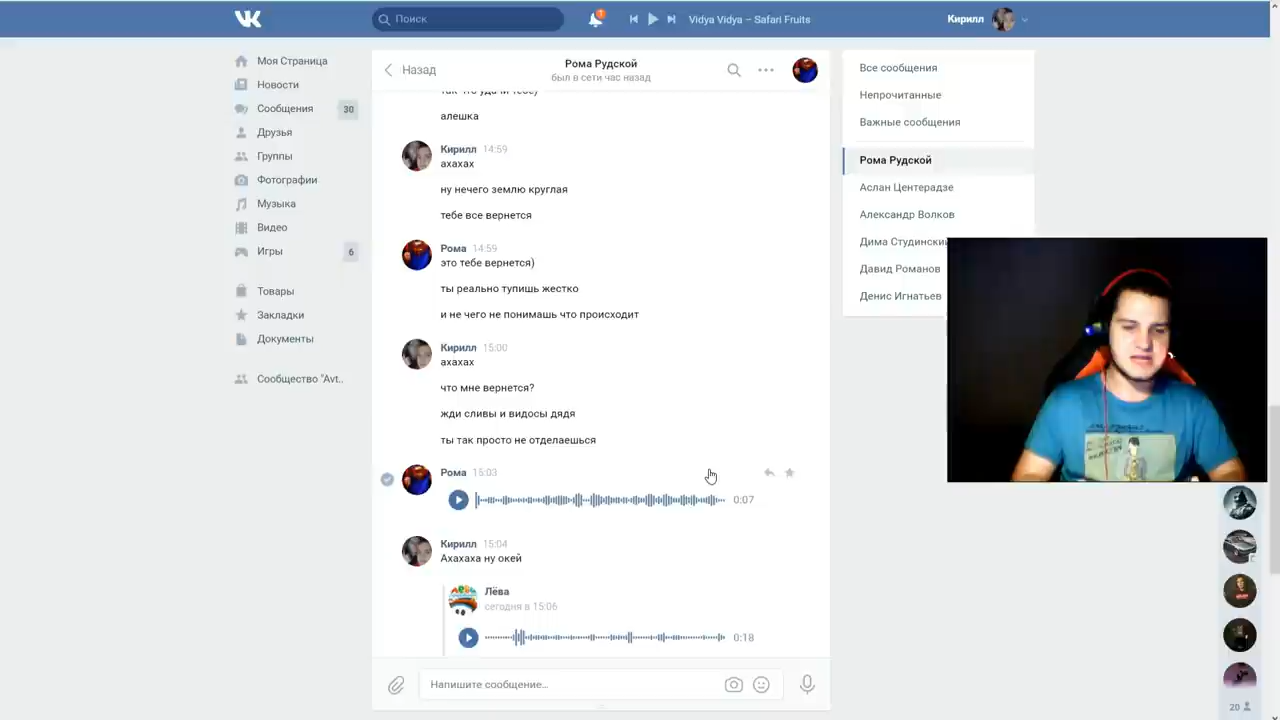 Поиск
1
Vidya Vidya – Safari Fruits
Кирилл
Моя Страница
Новости
Сообщения
30
Друзья
Группы
Фотографии
Музыка
Видео
Игры
6
Товары
Закладки
Документы
Сообщество "Avt..
Назад
Рома Рудской
был в сети час назад
так что удачи тебе)
алешка
Кирилл 14:59
ахахах
ну нечего землю круглая
тебе все вернется
Рома 14:59
это тебе вернется)
ты реально тупишь жестко
и не чего не понимашь что происходит
Кирилл 15:00
ахахах
что мне вернется?
жди сливы и видосы дядя
ты так просто не отделаешься
Рома 15:03
0:07
Кирилл 15:04
Ахахаха ну окей
Лёва
сегодня в 15:06
0:18
Напишите сообщение...
Все сообщения
Непрочитанные
Важные сообщения
Рома Рудской
Аслан Центерадзе
Александр Волков
Дима Студински
Давид Романов
Денис Игнатьев
20